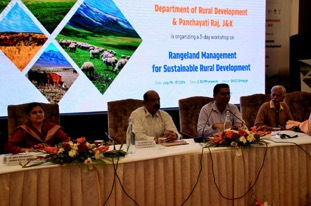 Department of Rural Development
& Panchayati Raj, J&K
is organizing a 3-day workshop on
Rangeland Management
for Sustainable Rural Development